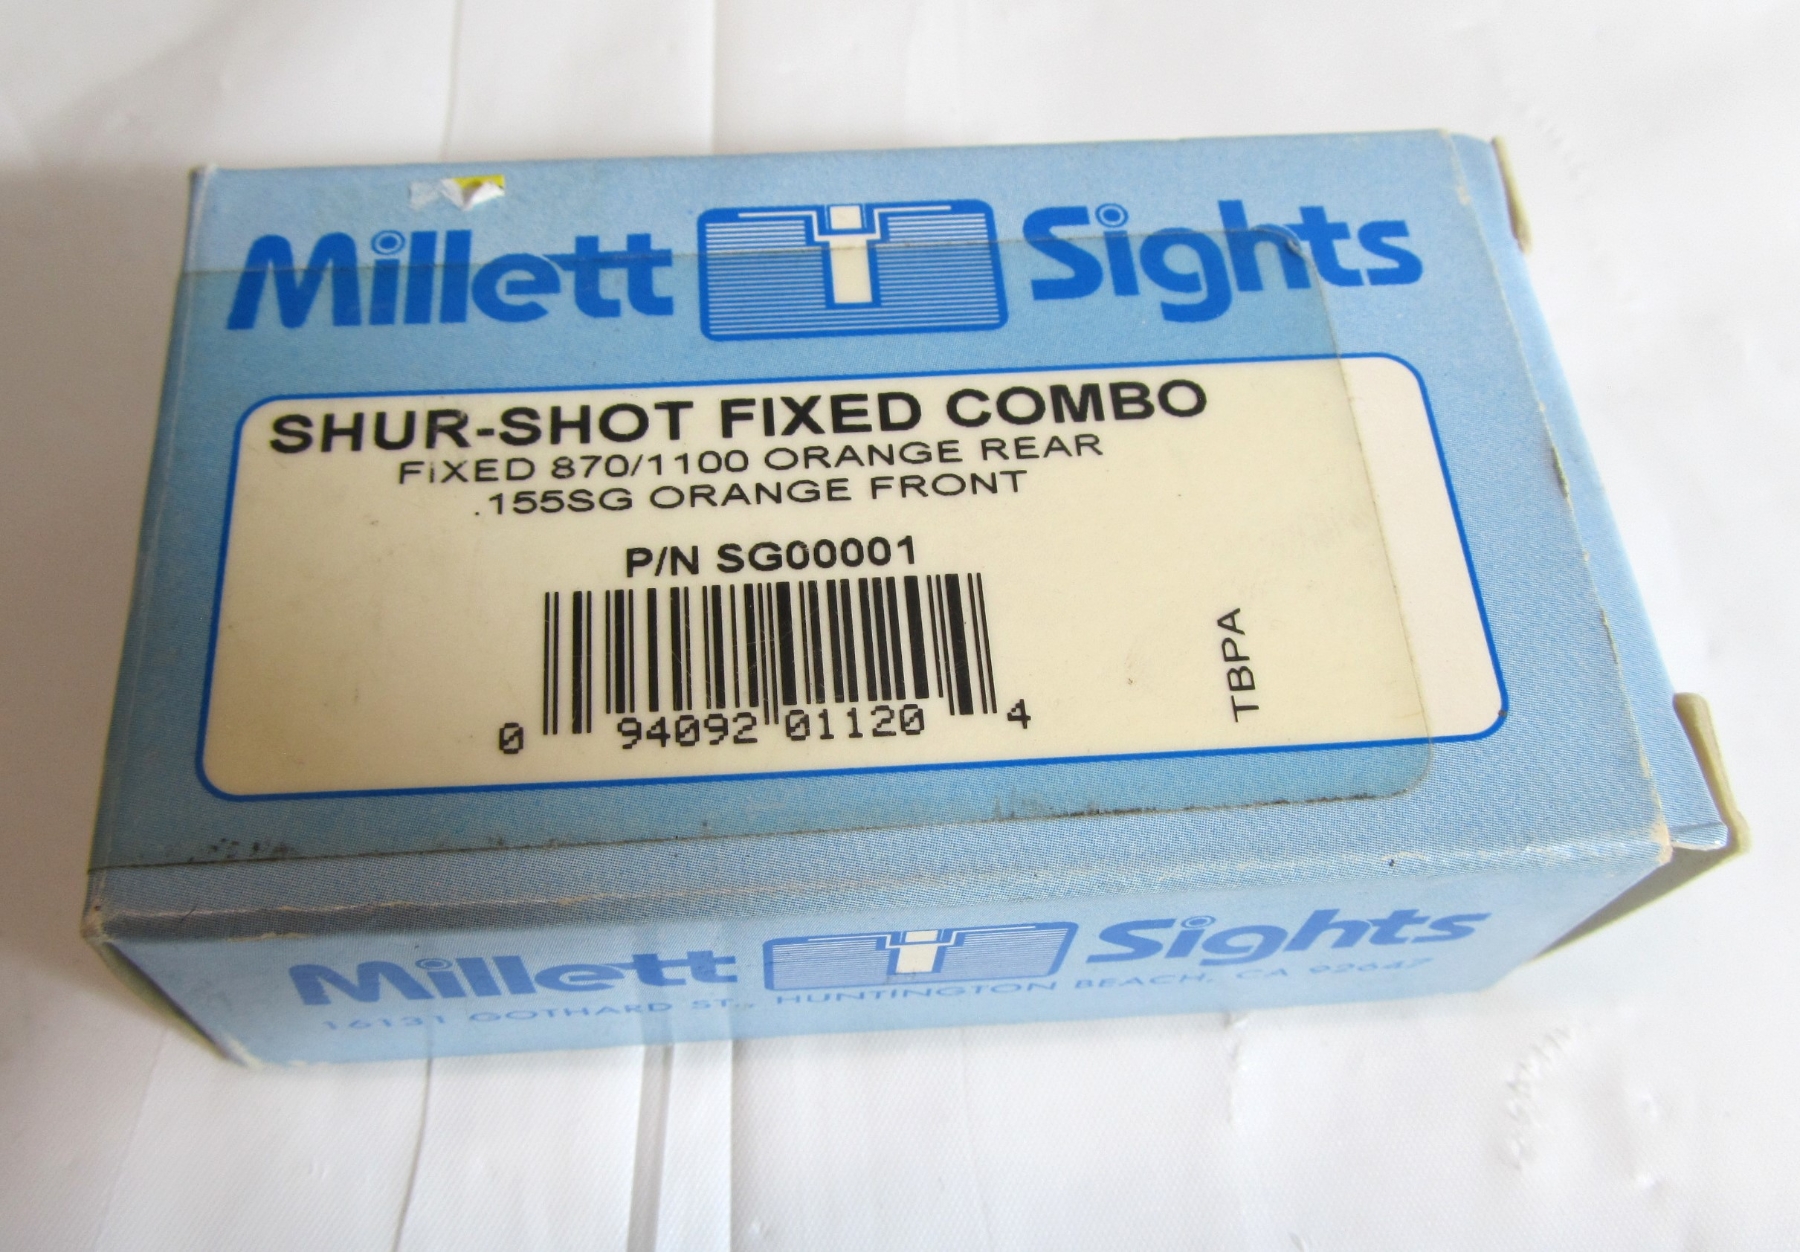 Millett Sights
SHUR-SHOT FIXED COMBO
FiXED 870/1100 ORANGE REAR
.155SG ORANGE FRONT
P/N SG00001
0 94092 01120 4
TBPA
Millett Sights
16131 GOTHARD ST., HUNTINGTON BEACH, CA 92647